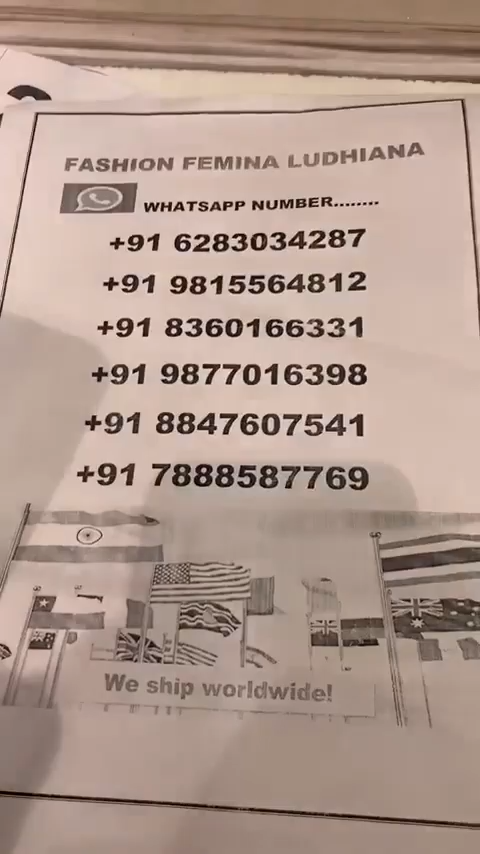 FASHION FEMINA LUDHIANA
WHATSAPP NUMBER........
+91 6283034287
+91 9815564812
+91 8360166331
+91 9877016398
+91 8847607541
+91 7888587769
We ship worldwide!